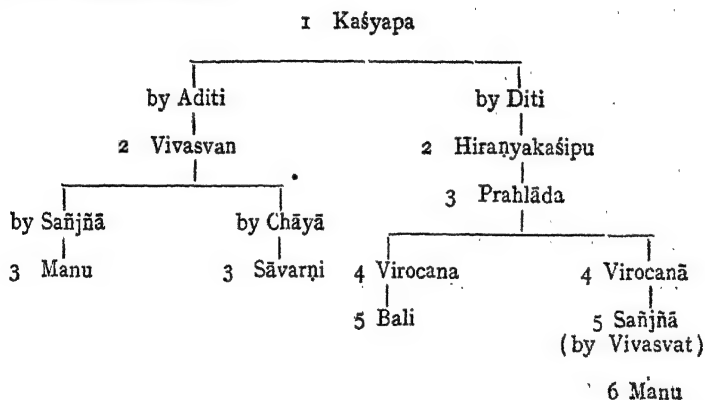 1 Kaśyapa
by Aditi by Diti
2 Vivasvan 2 Hiraṇyakaśipu
3 Prahlāda
by Sañjñā by Chāyā
3 Manu 3 Sāvarṇi 4 Virocana 4 Virocanā
5 Bali 5 Sañjñā
(by Vivasvat)
6 Manu